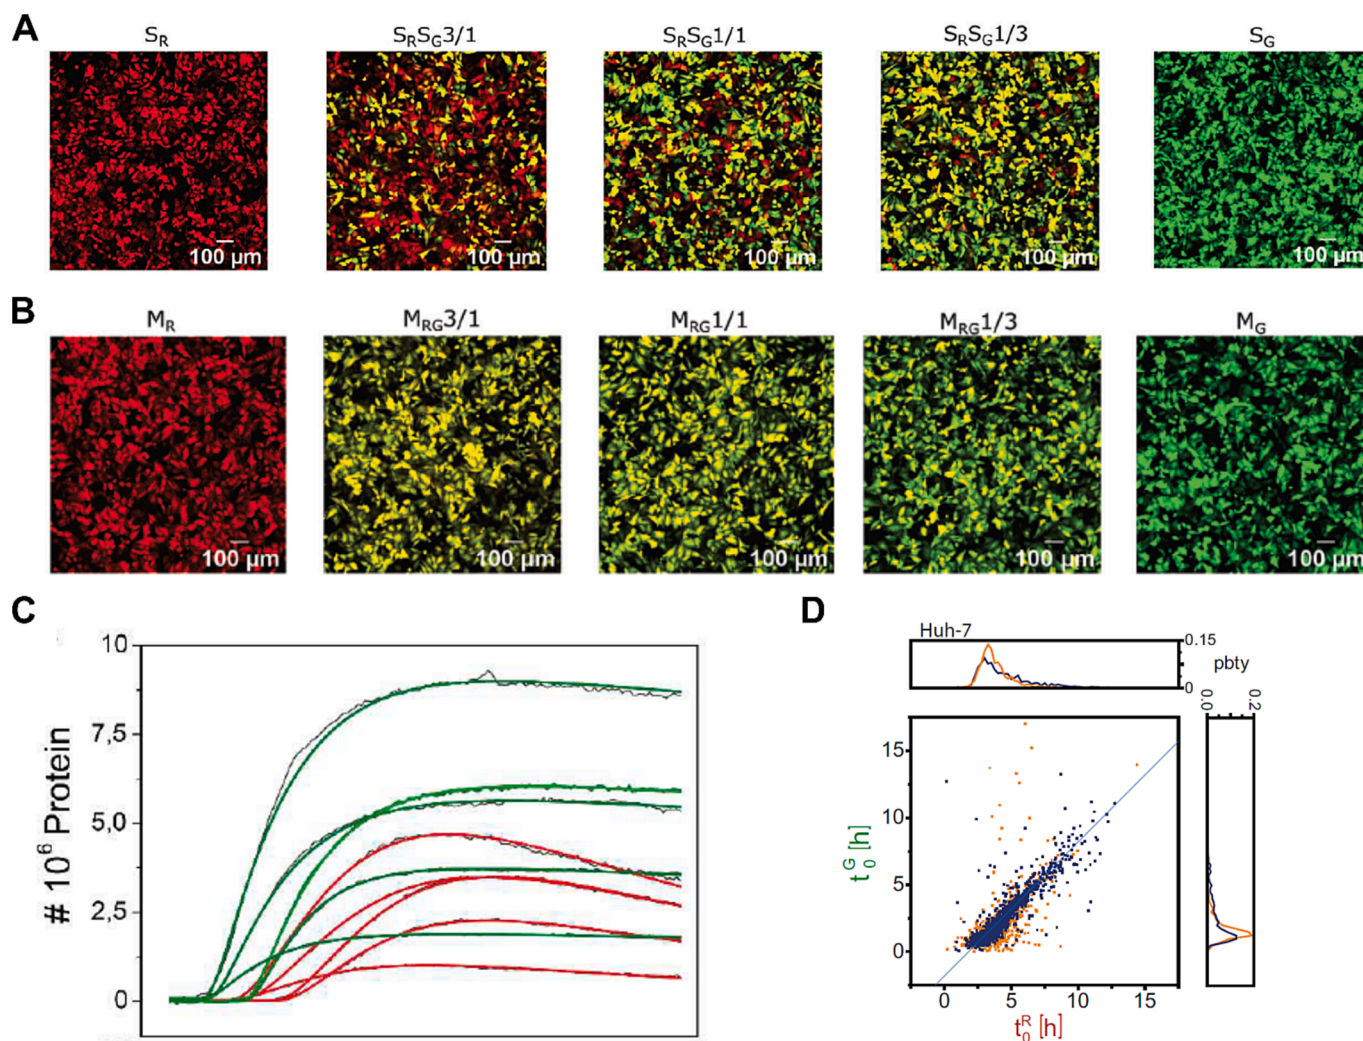 A
S_R
S_RS_G3/1
S_RS_G1/1
S_RS_G1/3
S_G
100 µm
100 µm
100 µm
100 µm
100 µm
B
M_R
M_RG3/1
M_RG1/1
M_RG1/3
M_G
100 µm
100 µm
100 µm
100 µm
100 µm
C
# 10^6 Protein
10
7,5
5,0
2,5
0
D
Huh-7
0.15
0
pbty
0.0
0.2
t_0^G [h]
15
10
5
0
0
5
10
15
t_0^R [h]